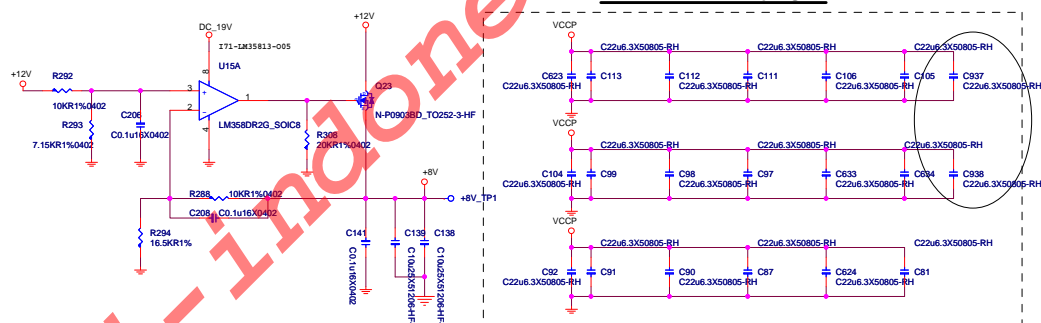 +12V
DC_19V
I71-LM35813-O05
U15A
8
+12V
R292
10KR1%0402
R293
7.15KR1%0402
C206
C0.1u16X0402
3
2
+
-
1
4
LM358DR2G_SOIC8
Q23
N-P0903BD_TO252-3-HF
R308
20KR1%0402
R288
10KR1%0402
C208
C0.1u16X0402
R294
16.5KR1%
+8V
+8V_TP1
C141
C0.1u16X0402
C139
C10u25X51206-HF
C138
C10u25X51206-HF
VCCP
C22u6.3X50805-RH
C22u6.3X50805-RH
C22u6.3X50805-RH
C623
C113
C112
C111
C106
C105
C937
C22u6.3X50805-RH
C22u6.3X50805-RH
C22u6.3X50805-RH
C22u6.3X50805-RH
VCCP
C22u6.3X50805-RH
C22u6.3X50805-RH
C22u6.3X50805-RH
C104
C99
C98
C97
C633
C634
C938
C22u6.3X50805-RH
C22u6.3X50805-RH
C22u6.3X50805-RH
C22u6.3X50805-RH
VCCP
C22u6.3X50805-RH
C22u6.3X50805-RH
C22u6.3X50805-RH
C92
C91
C90
C87
C624
C81
C22u6.3X50805-RH
C22u6.3X50805-RH
C22u6.3X50805-RH
-indone